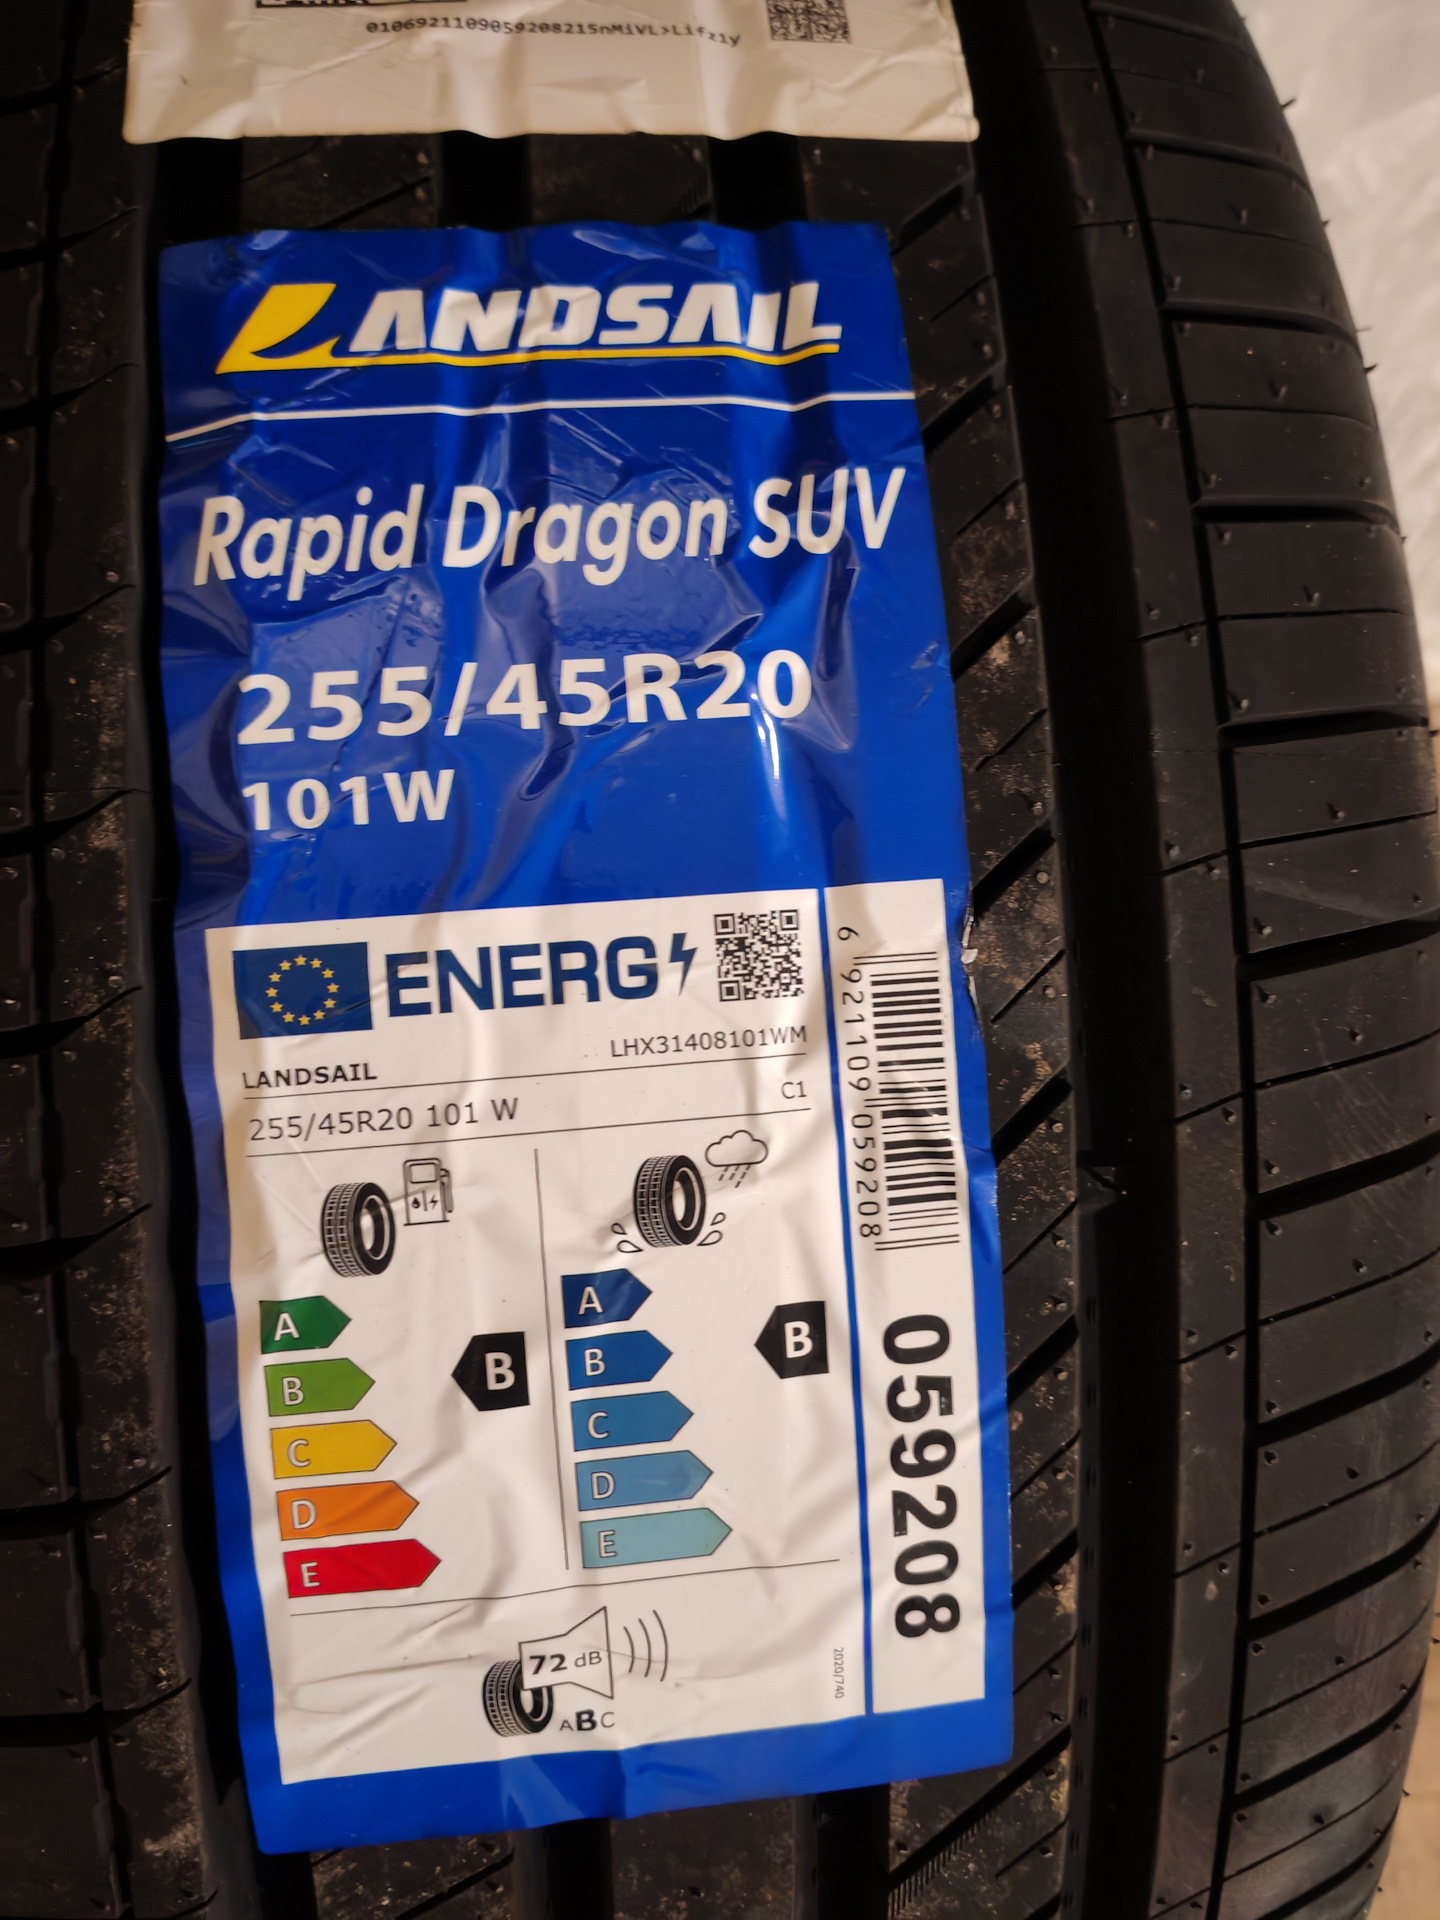 0106921109059208215nMiVL>Lifz1y
LANDSAIL
Rapid Dragon SUV
255/45R20
101W
ENERG
LANDSAIL
LHX31408101WM
255/45R20 101 W
C1
A
B
C
D
E
B
A
B
C
D
E
B
72 dB
ABC
2020/740
6 921109 059208
059208